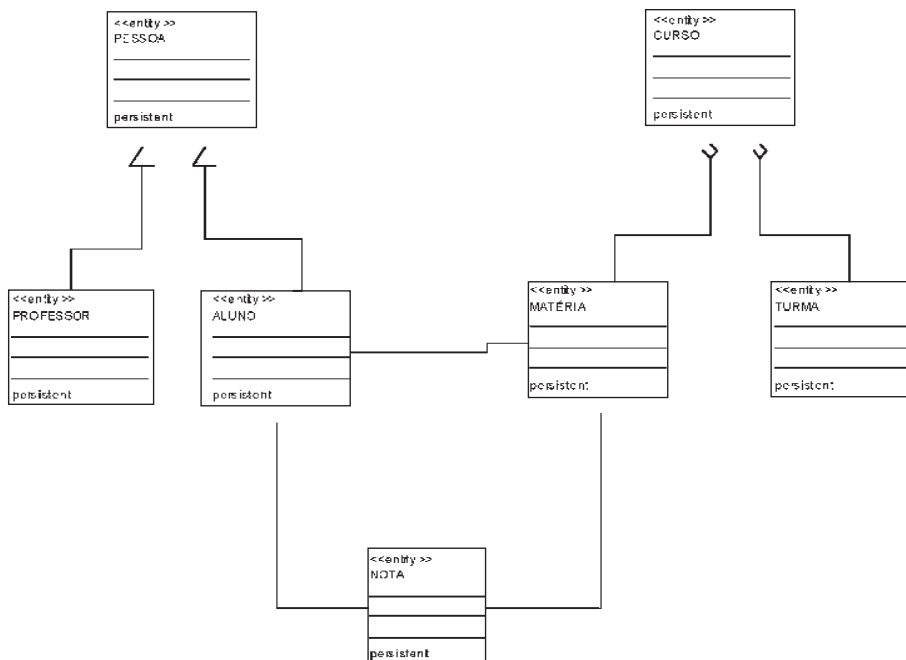 <<entity >>
PESSOA
persistent
<<entity >>
CURSO
persistent
<<entity >>
PROFESSOR
persistent
<<entity >>
ALUNO
persistent
<<entity >>
MATÉRIA
persistent
<<entity >>
TURMA
persistent
<<entity >>
NOTA
persistent